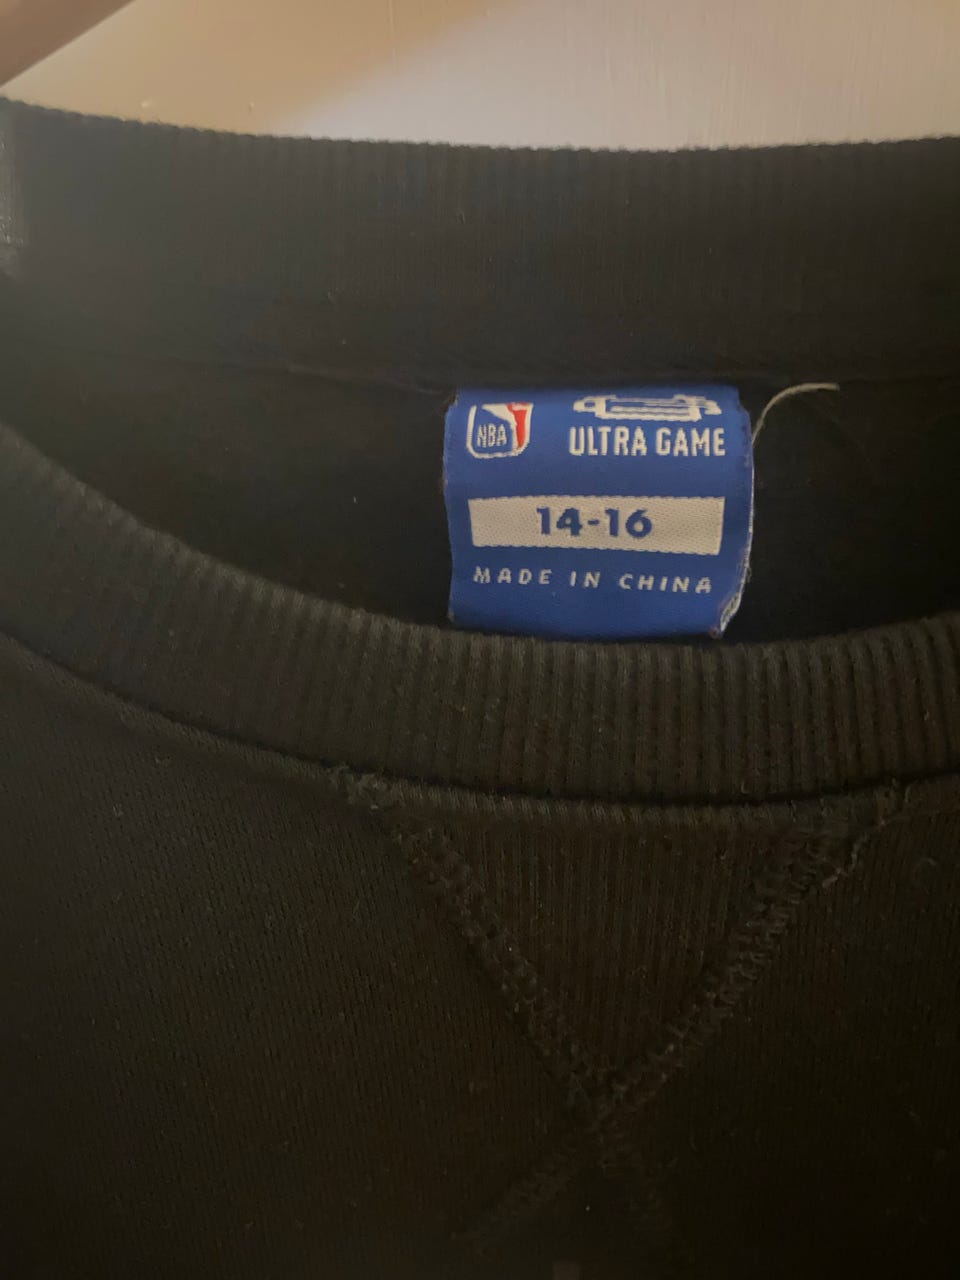 NBA
ULTRA GAME
14-16
MADE IN CHINA